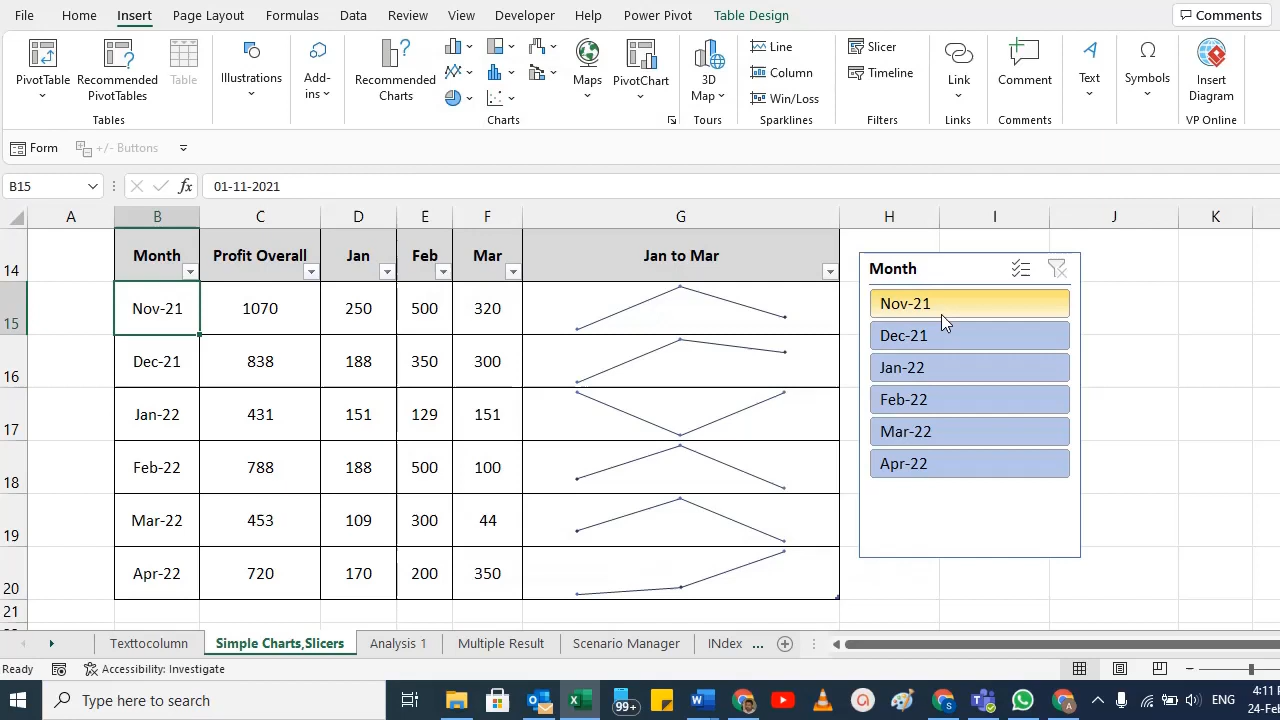 File Home Insert Page Layout Formulas Data Review View Developer Help Power Pivot Table Design Comments
PivotTable Recommended PivotTables Table Illustrations Add-ins Recommended Charts Maps PivotChart 3D Map Line Column Win/Loss Slicer Timeline Link Comment Text Symbols Insert Diagram
Tables Charts Tours Sparklines Filters Links Comments VP Online
Form +/- Buttons
B15 fx 01-11-2021
A B C D E F G H I J K
14 Month Profit Overall Jan Feb Mar Jan to Mar
15 Nov-21 1070 250 500 320
16 Dec-21 838 188 350 300
17 Jan-22 431 151 129 151
18 Feb-22 788 188 500 100
19 Mar-22 453 109 300 44
20 Apr-22 720 170 200 350
21
Month
Nov-21
Dec-21
Jan-22
Feb-22
Mar-22
Apr-22
Texttocolumn Simple Charts,Slicers Analysis 1 Multiple Result Scenario Manager INdex ...
Ready Accessibility: Investigate
Type here to search 99+ ENG 4:11
24-Feb